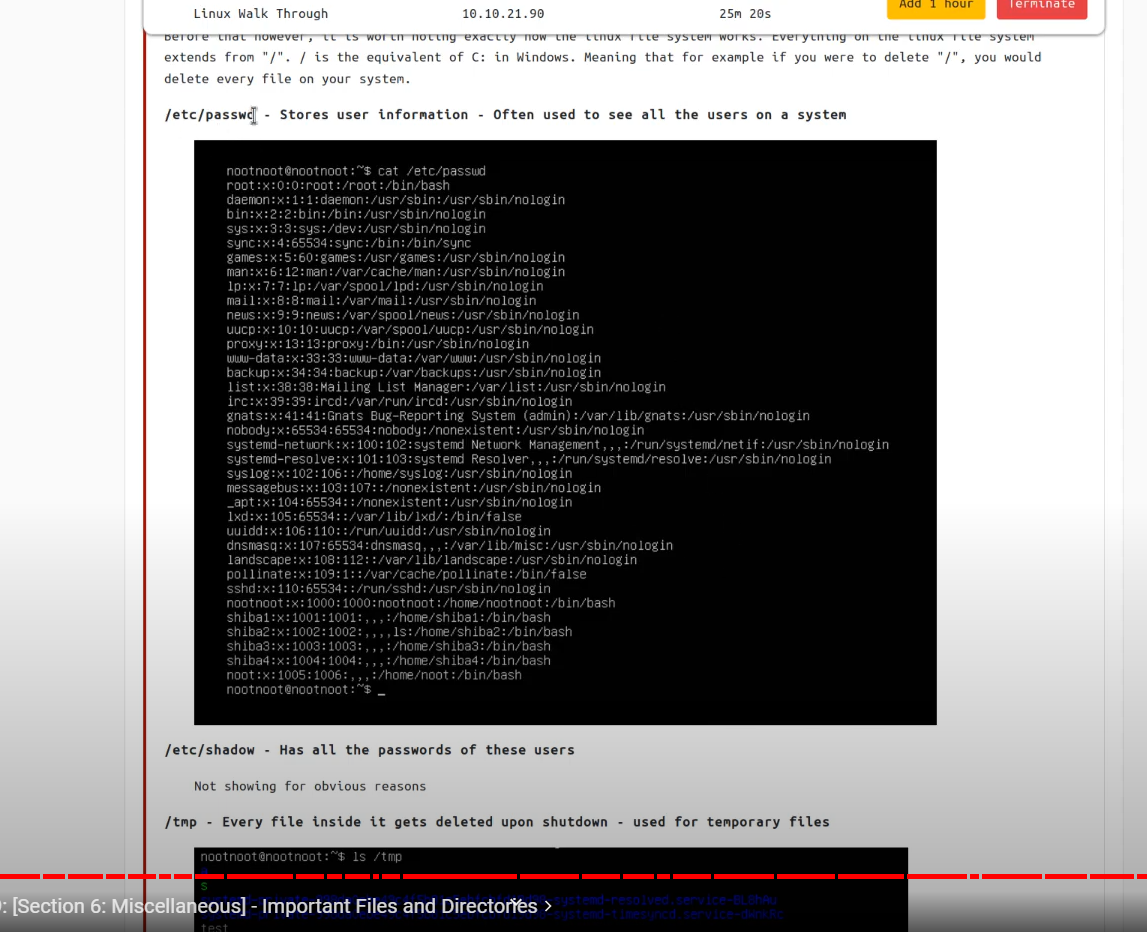 Linux Walk Through 10.10.21.90 25m 20s Add 1 hour Terminate
Before that however, it is worth noting exactly how the linux file system works. Everything on the linux file system
extends from "/". / is the equivalent of C: in Windows. Meaning that for example if you were to delete "/", you would
delete every file on your system.
/etc/passwd - Stores user information - Often used to see all the users on a system
nootnoot@nootnoot:~$ cat /etc/passwd
root:x:0:0:root:/root:/bin/bash
daemon:x:1:1:daemon:/usr/sbin:/usr/sbin/nologin
bin:x:2:2:bin:/bin:/usr/sbin/nologin
sys:x:3:3:sys:/dev:/usr/sbin/nologin
sync:x:4:65534:sync:/bin:/bin/sync
games:x:5:60:games:/usr/games:/usr/sbin/nologin
man:x:6:12:man:/var/cache/man:/usr/sbin/nologin
lp:x:7:7:lp:/var/spool/lpd:/usr/sbin/nologin
mail:x:8:8:mail:/var/mail:/usr/sbin/nologin
news:x:9:9:news:/var/spool/news:/usr/sbin/nologin
uucp:x:10:10:uucp:/var/spool/uucp:/usr/sbin/nologin
proxy:x:13:13:proxy:/bin:/usr/sbin/nologin
www-data:x:33:33:www-data:/var/www:/usr/sbin/nologin
backup:x:34:34:backup:/var/backups:/usr/sbin/nologin
list:x:38:38:Mailing List Manager:/var/list:/usr/sbin/nologin
irc:x:39:39:ircd:/var/run/ircd:/usr/sbin/nologin
gnats:x:41:41:Gnats Bug-Reporting System (admin):/var/lib/gnats:/usr/sbin/nologin
nobody:x:65534:65534:nobody:/nonexistent:/usr/sbin/nologin
systemd-network:x:100:102:systemd Network Management,,,:/run/systemd/netif:/usr/sbin/nologin
systemd-resolve:x:101:103:systemd Resolver,,,:/run/systemd/resolve:/usr/sbin/nologin
syslog:x:102:106::/home/syslog:/usr/sbin/nologin
messagebus:x:103:107::/nonexistent:/usr/sbin/nologin
_apt:x:104:65534::/nonexistent:/usr/sbin/nologin
lxd:x:105:65534::/var/lib/lxd/:/bin/false
uuidd:x:106:110::/run/uuidd:/usr/sbin/nologin
dnsmasq:x:107:65534:dnsmasq,,,:/var/lib/misc:/usr/sbin/nologin
landscape:x:108:112::/var/lib/landscape:/usr/sbin/nologin
pollinate:x:109:1::/var/cache/pollinate:/bin/false
sshd:x:110:65534::/run/sshd:/usr/sbin/nologin
nootnoot:x:1000:1000:nootnoot:/home/nootnoot:/bin/bash
shiba1:x:1001:1001:,,,:/home/shiba1:/bin/bash
shiba2:x:1002:1002:,,,,ls:/home/shiba2:/bin/bash
shiba3:x:1003:1003:,,,:/home/shiba3:/bin/bash
shiba4:x:1004:1004:,,,:/home/shiba4:/bin/bash
noot:x:1005:1006:,,,:/home/noot:/bin/bash
nootnoot@nootnoot:~$ _
/etc/shadow - Has all the passwords of these users
Not showing for obvious reasons
/tmp - Every file inside it gets deleted upon shutdown - used for temporary files
nootnoot@nootnoot:~$ ls /tmp
s
: [Section 6: Miscellaneous] - Important Files and Directories >
test